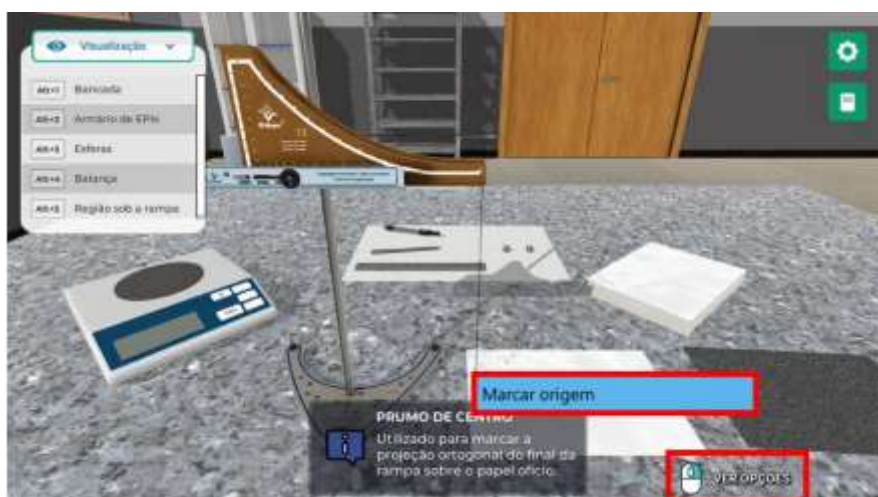 Visualização
Alt+1 Bancada
Alt+2 Armário de EPIs
Alt+3 Esferas
Alt+4 Balança
Alt+5 Região sob a rampa
Marcar origem
PRUMO DE CENTRO
Utilizado para marcar a
projeção ortogonal do final da
rampa sobre o papel ofício.
VER OPÇÕES